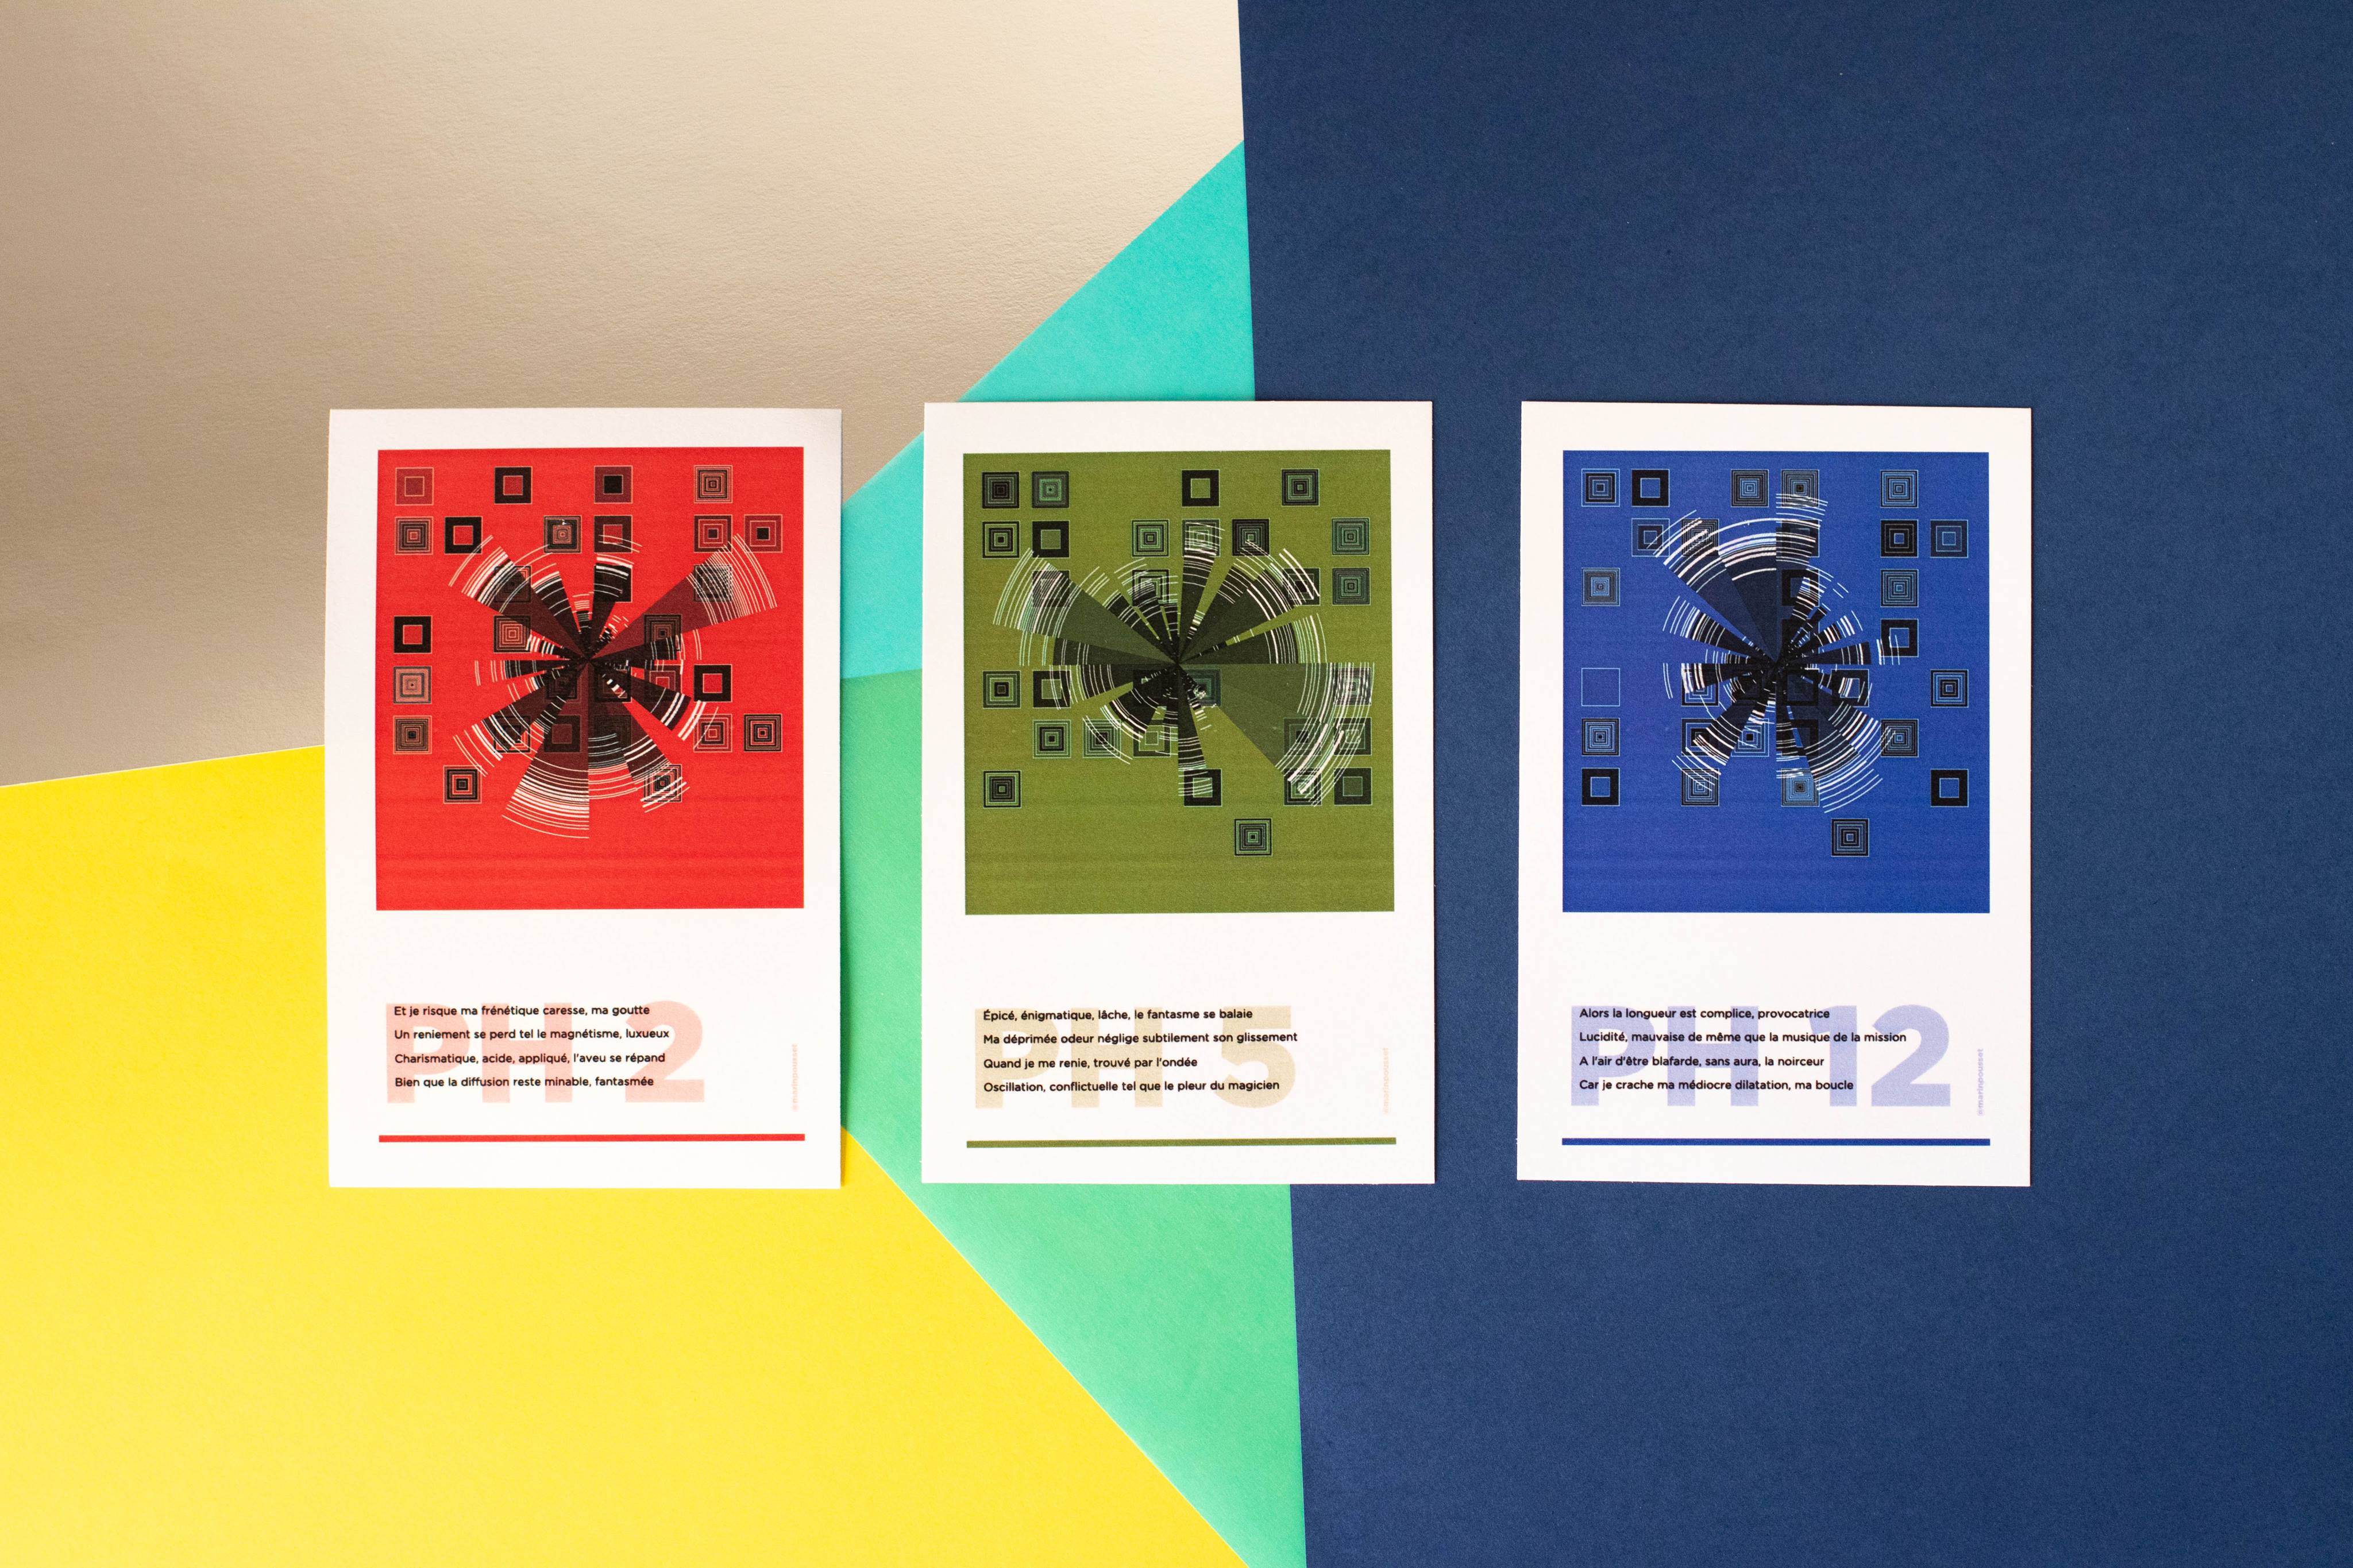 PH 2
Et je risque ma frénétique caresse, ma goutte
Un reniement se perd tel le magnétisme, luxueux
Charismatique, acide, appliqué, l'aveu se répand
Bien que la diffusion reste minable, fantasmée
@marinpousset
PH 5
Épicé, énigmatique, lâche, le fantasme se balaie
Ma déprimée odeur néglige subtilement son glissement
Quand je me renie, trouvé par l'ondée
Oscillation, conflictuelle tel que le pleur du magicien
@marinpousset
PH 12
Alors la longueur est complice, provocatrice
Lucidité, mauvaise de même que la musique de la mission
A l'air d'être blafarde, sans aura, la noirceur
Car je crache ma médiocre dilatation, ma boucle
@marinpousset